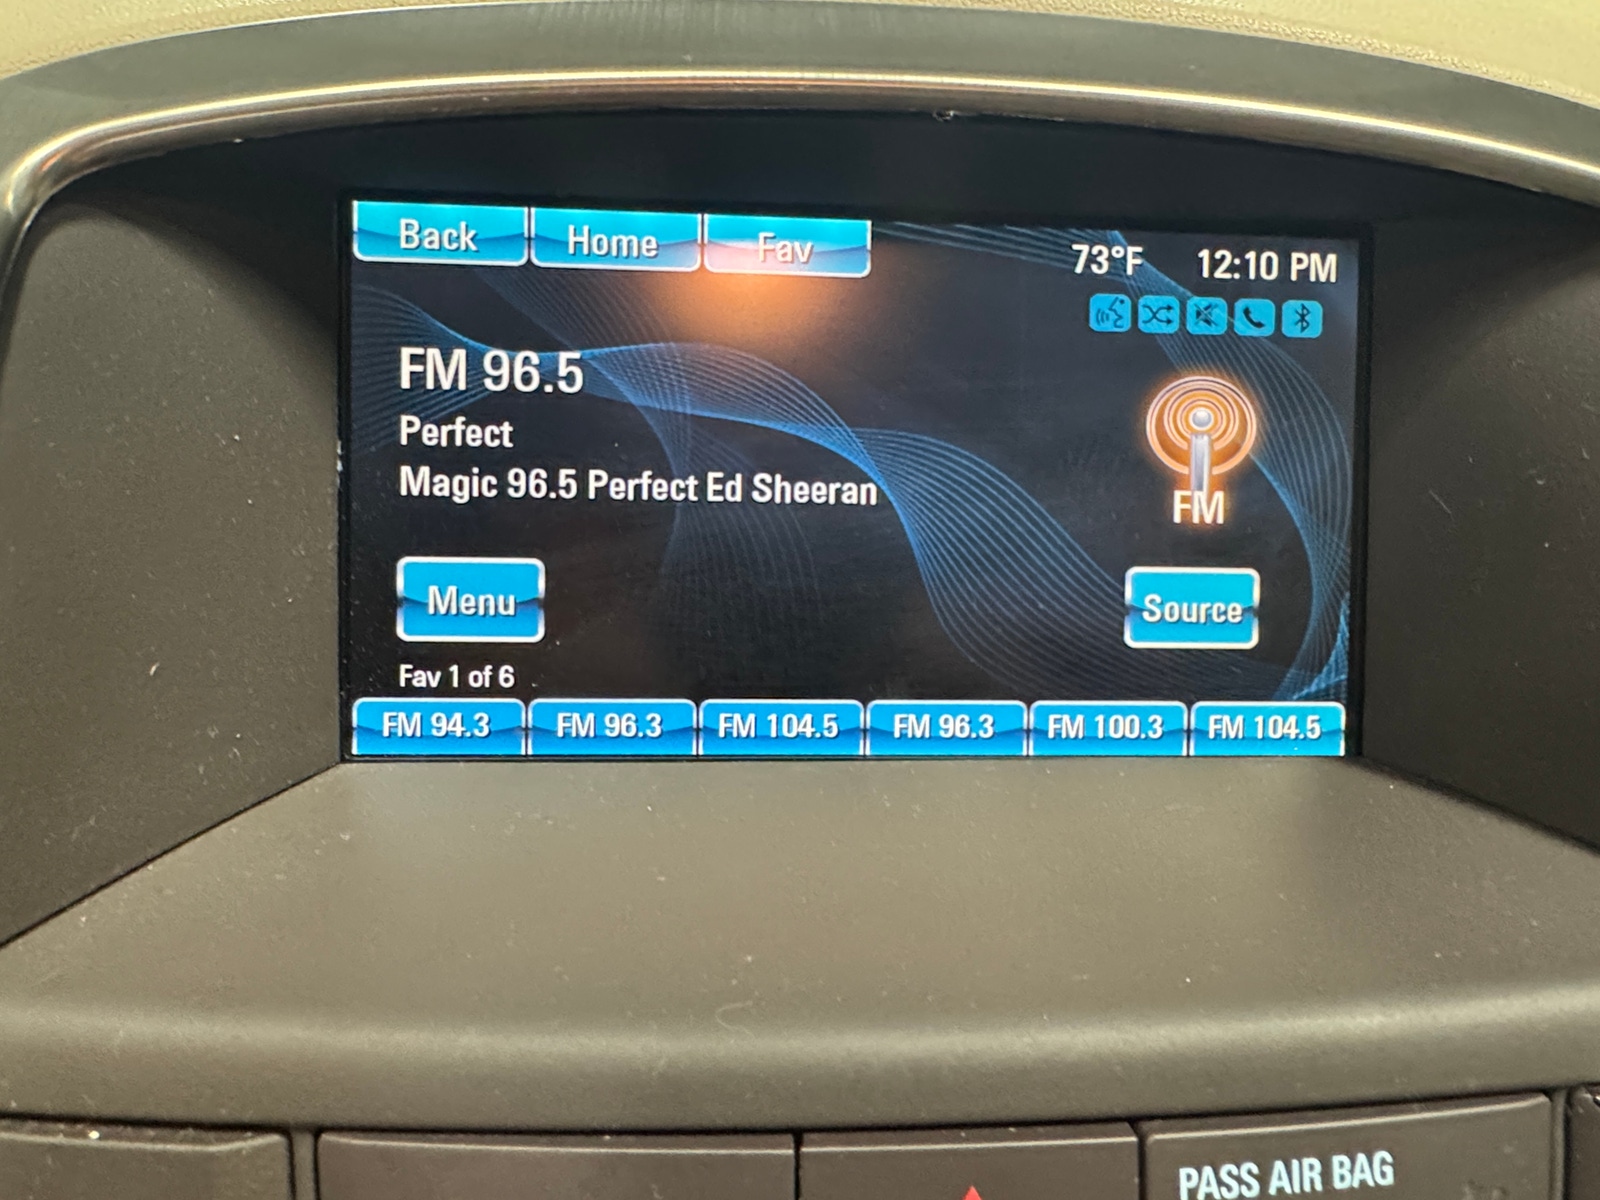 Back Home Fav
73°F 12:10 PM
FM 96.5
Perfect
Magic 96.5 Perfect Ed Sheeran
FM
Menu
Source
Fav 1 of 6
FM 94.3 FM 96.3 FM 104.5 FM 96.3 FM 100.3 FM 104.5
PASS AIR BAG